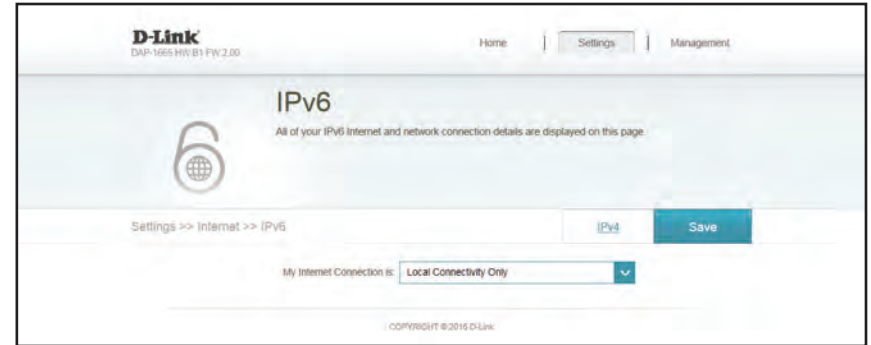 D-Link
DAP-1665 HW:B1 FW:2.00
Home | Settings | Management
IPv6
All of your IPv6 Internet and network connection details are displayed on this page.
Settings >> Internet >> IPv6
IPv4
Save
My Internet Connection is: Local Connectivity Only
COPYRIGHT © 2016 D-Link